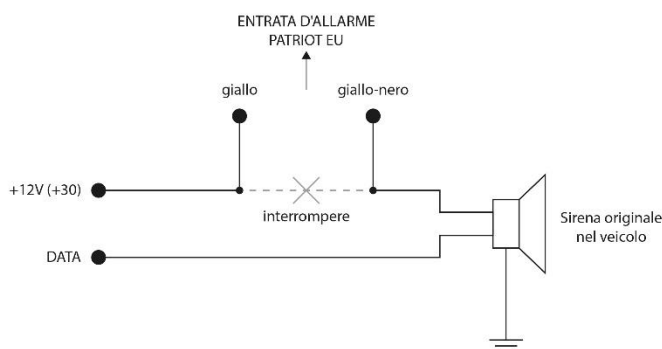 ENTRATA D'ALLARME
PATRIOT EU
giallo
giallo-nero
+12V (+30)
interrompere
Sirena originale
nel veicolo
DATA